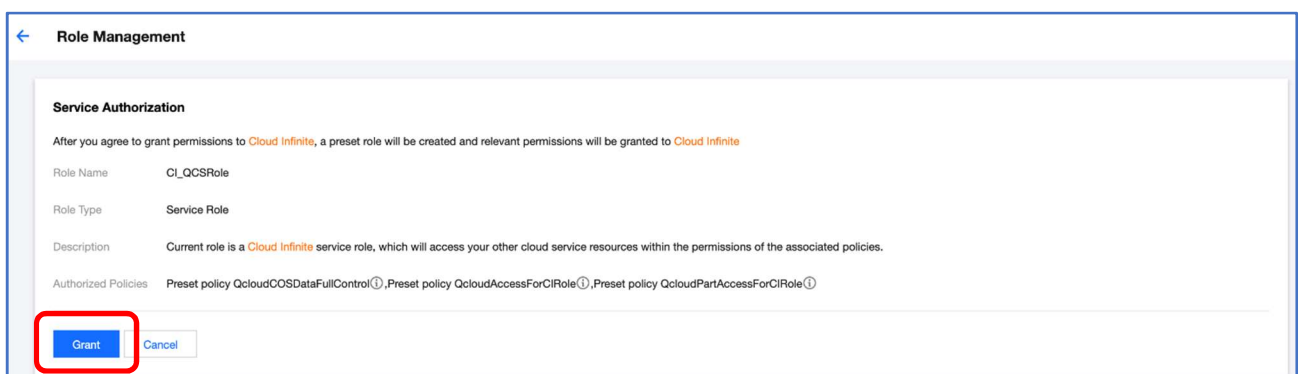 Role Management
Service Authorization
After you agree to grant permissions to Cloud Infinite, a preset role will be created and relevant permissions will be granted to Cloud Infinite
Role Name CI_QCSRole
Role Type Service Role
Description Current role is a Cloud Infinite service role, which will access your other cloud service resources within the permissions of the associated policies.
Authorized Policies Preset policy QcloudCOSDataFullControlⓘ,Preset policy QcloudAccessForCIRoleⓘ,Preset policy QcloudPartAccessForCIRoleⓘ
Grant Cancel